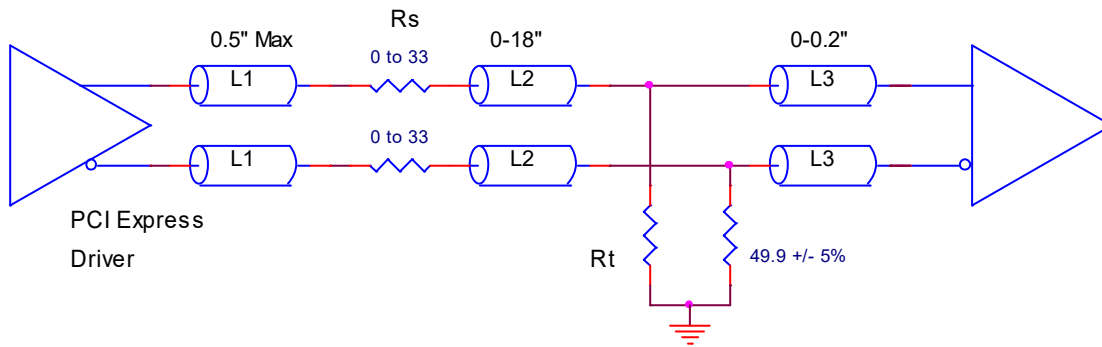 Rs
0.5" Max
0-18"
0-0.2"
0 to 33
L1
L2
L3
0 to 33
L1
L2
L3
PCI Express
Driver
Rt
49.9 +/- 5%